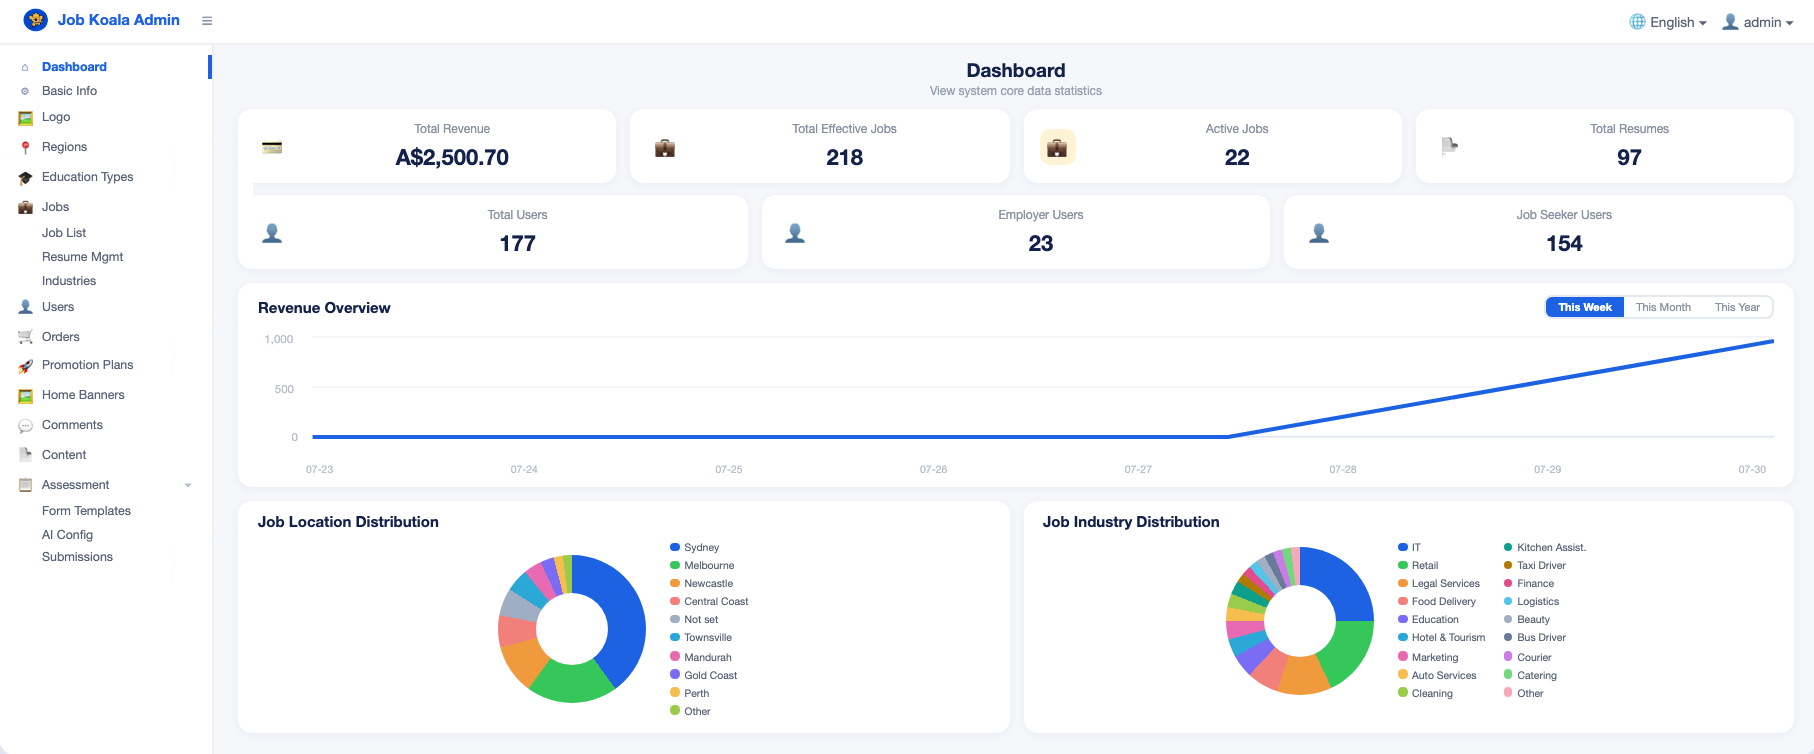 Job Koala Admin
English
admin
Dashboard
Basic Info
Logo
Regions
Education Types
Jobs
Job List
Resume Mgmt
Industries
Users
Orders
Promotion Plans
Home Banners
Comments
Content
Assessment
Form Templates
AI Config
Submissions
Dashboard
View system core data statistics
Total Revenue
A$2,500.70
Total Effective Jobs
218
Active Jobs
22
Total Resumes
97
Total Users
177
Employer Users
23
Job Seeker Users
154
Revenue Overview
This Week This Month This Year
1,000
500
0
07-23 07-24 07-25 07-26 07-27 07-28 07-29 07-30
Job Location Distribution
Sydney
Melbourne
Newcastle
Central Coast
Not set
Townsville
Mandurah
Gold Coast
Perth
Other
Job Industry Distribution
IT
Retail
Legal Services
Food Delivery
Education
Hotel & Tourism
Marketing
Auto Services
Cleaning
Kitchen Assist.
Taxi Driver
Finance
Logistics
Beauty
Bus Driver
Courier
Catering
Other